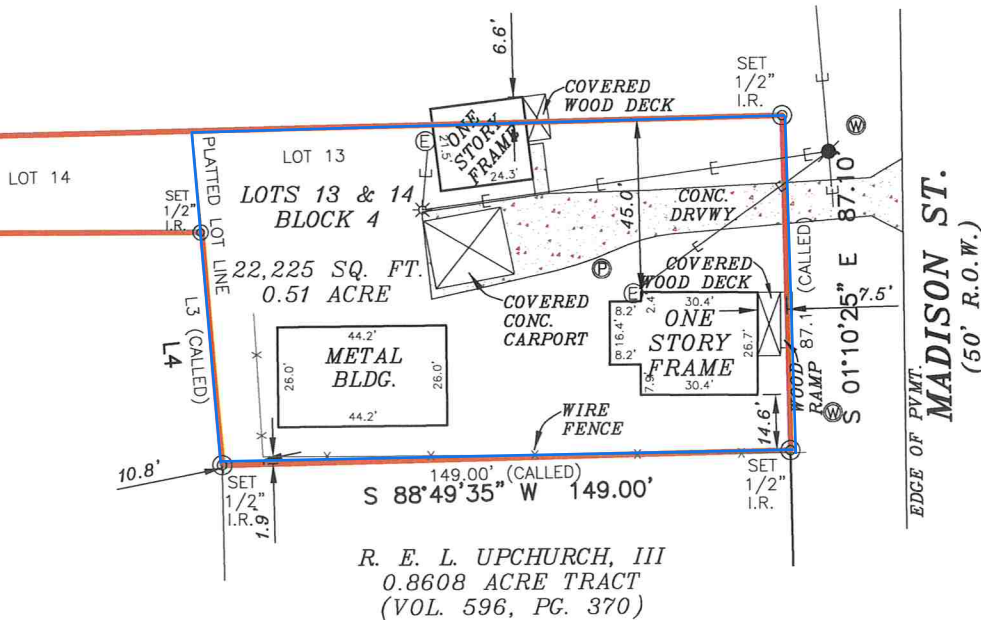 6.6'
COVERED
WOOD DECK
SET
1/2"
I.R.
W
E
ONE
STORY
FRAME
27.5'
24.3'
LOT 13
LOT 14
PLATTED LOT LINE
SET
1/2"
I.R.
LOTS 13 & 14
BLOCK 4
22,225 SQ. FT.
0.51 ACRE
E
E
E
E
E
E
E
45.0'
CONC.
DRVWY
P
COVERED
CONC.
CARPORT
COVERED
WOOD DECK
E
8.2'
16.4'
8.2'
2.4'
30.4'
ONE
STORY
FRAME
26.7'
7.9'
30.4'
7.5'
WOOD
RAMP
W
14.6'
87.1' (CALLED)
S 01°10'25" E 87.10'
MADISON ST.
(50' R.O.W.)
EDGE OF PVMT.
L3 (CALLED)
L4
44.2'
METAL
BLDG.
26.0'
26.0'
44.2'
WIRE
FENCE
10.8'
SET
1/2"
I.R.
1.9'
149.00' (CALLED)
S 88°49'35" W 149.00'
SET
1/2"
I.R.
R. E. L. UPCHURCH, III
0.8608 ACRE TRACT
(VOL. 596, PG. 370)